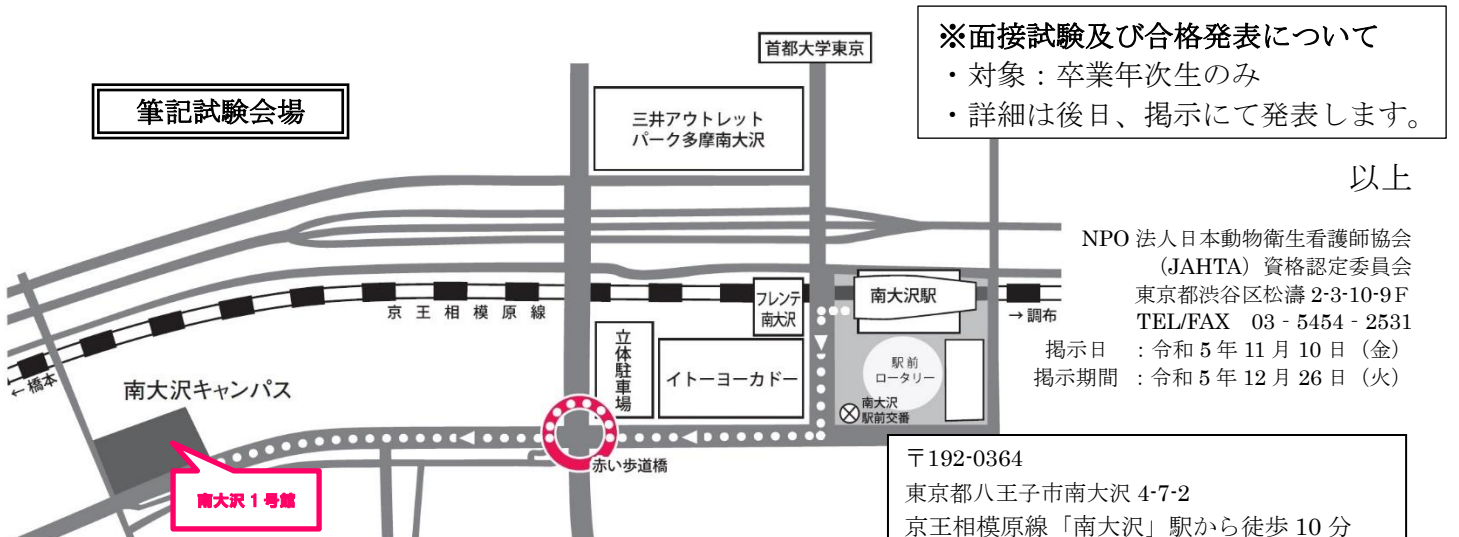 ※面接試験及び合格発表について
・対象：卒業年次生のみ
・詳細は後日、掲示にて発表します。
首都大学東京
筆記試験会場
三井アウトレット
パーク多摩南大沢
以上
NPO 法人日本動物衛生看護師協会
（JAHTA）資格認定委員会
東京都渋谷区松濤 2-3-10-9F
TEL/FAX　03‐5454‐2531
掲示日　：令和 5 年 11 月 10 日（金）
掲示期間　：令和 5 年 12 月 26 日（火）
フレンテ
南大沢
南大沢駅
→調布
京王相模原線
←橋本
立体駐車場
イトーヨーカドー
駅前
ロータリー
南大沢
駅前交番
南大沢キャンパス
赤い歩道橋
南大沢 1 号館
〒192-0364
東京都八王子市南大沢 4-7-2
京王相模原線「南大沢」駅から徒歩 10 分